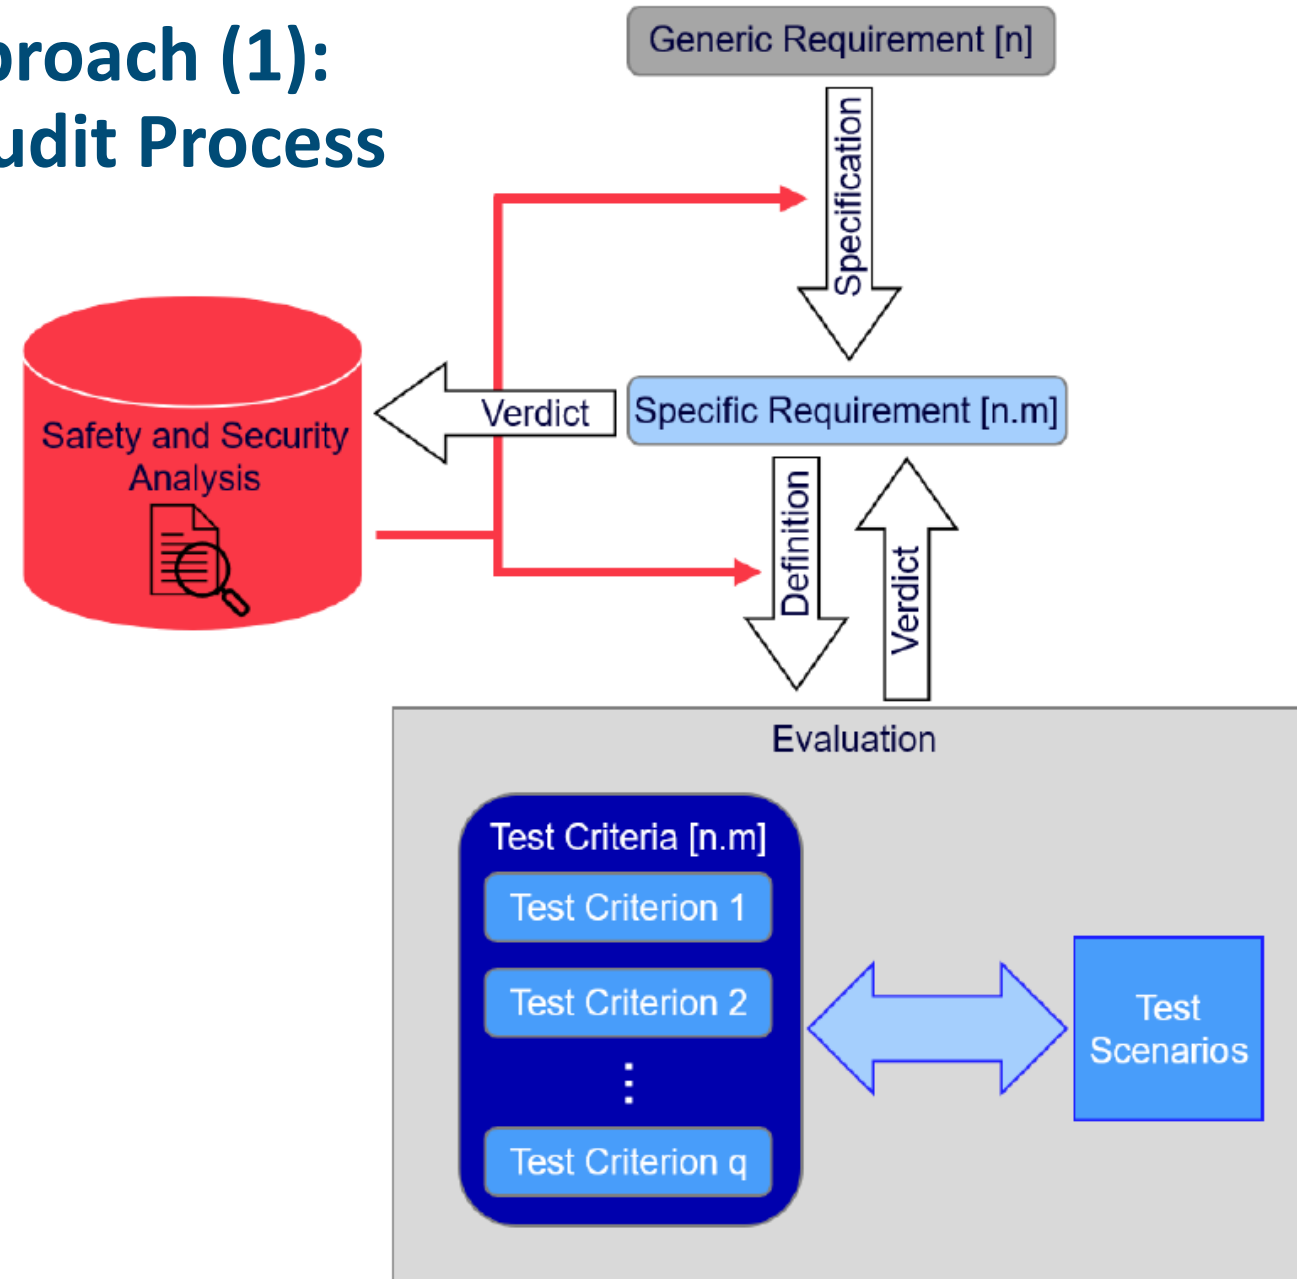 proach (1):
udit Process
Generic Requirement [n]
Specification
Safety and Security
Analysis
Verdict
Specific Requirement [n.m]
Definition
Verdict
Evaluation
Test Criteria [n.m]
Test Criterion 1
Test Criterion 2
⋮
Test Criterion q
Test
Scenarios